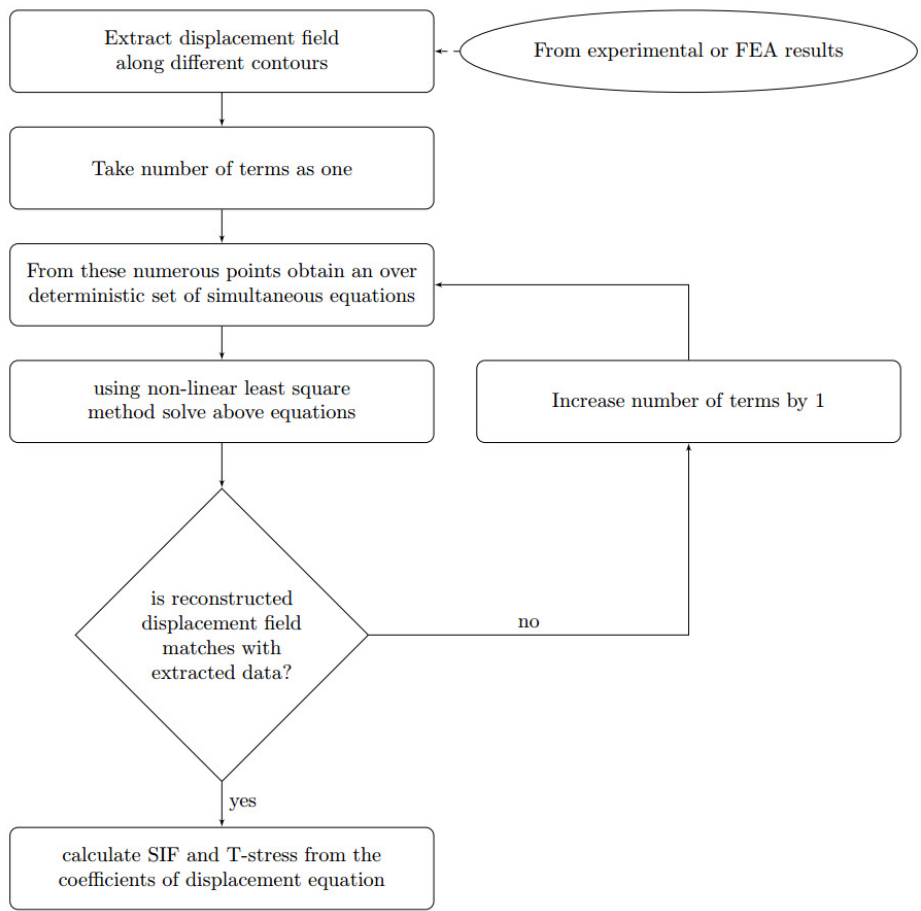 Extract displacement field
along different contours
From experimental or FEA results
Take number of terms as one
From these numerous points obtain an over
deterministic set of simultaneous equations
using non-linear least square
method solve above equations
Increase number of terms by 1
is reconstructed
displacement field
matches with
extracted data?
no
yes
calculate SIF and T-stress from the
coefficients of displacement equation